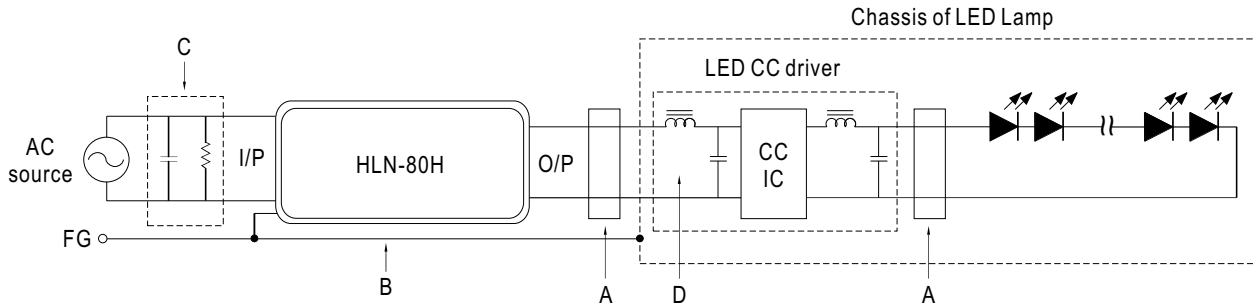 Chassis of LED Lamp
C
LED CC driver
AC
source
I/P
HLN-80H
O/P
CC
IC
FG
B
A
D
A